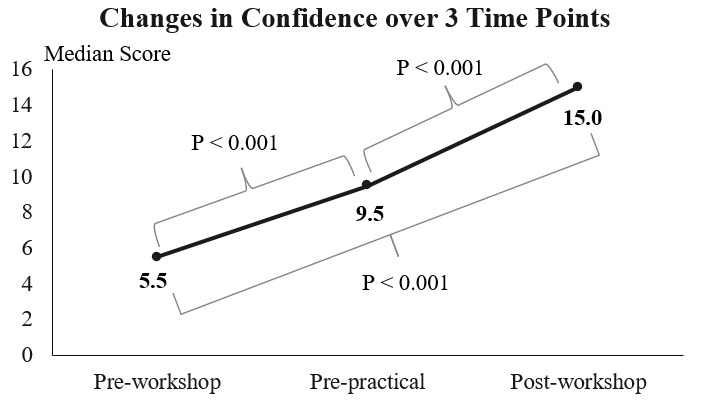 Changes in Confidence over 3 Time Points
Median Score
16
14
12
10
8
6
4
2
0
P < 0.001
P < 0.001
15.0
9.5
5.5
P < 0.001
Pre-workshop
Pre-practical
Post-workshop